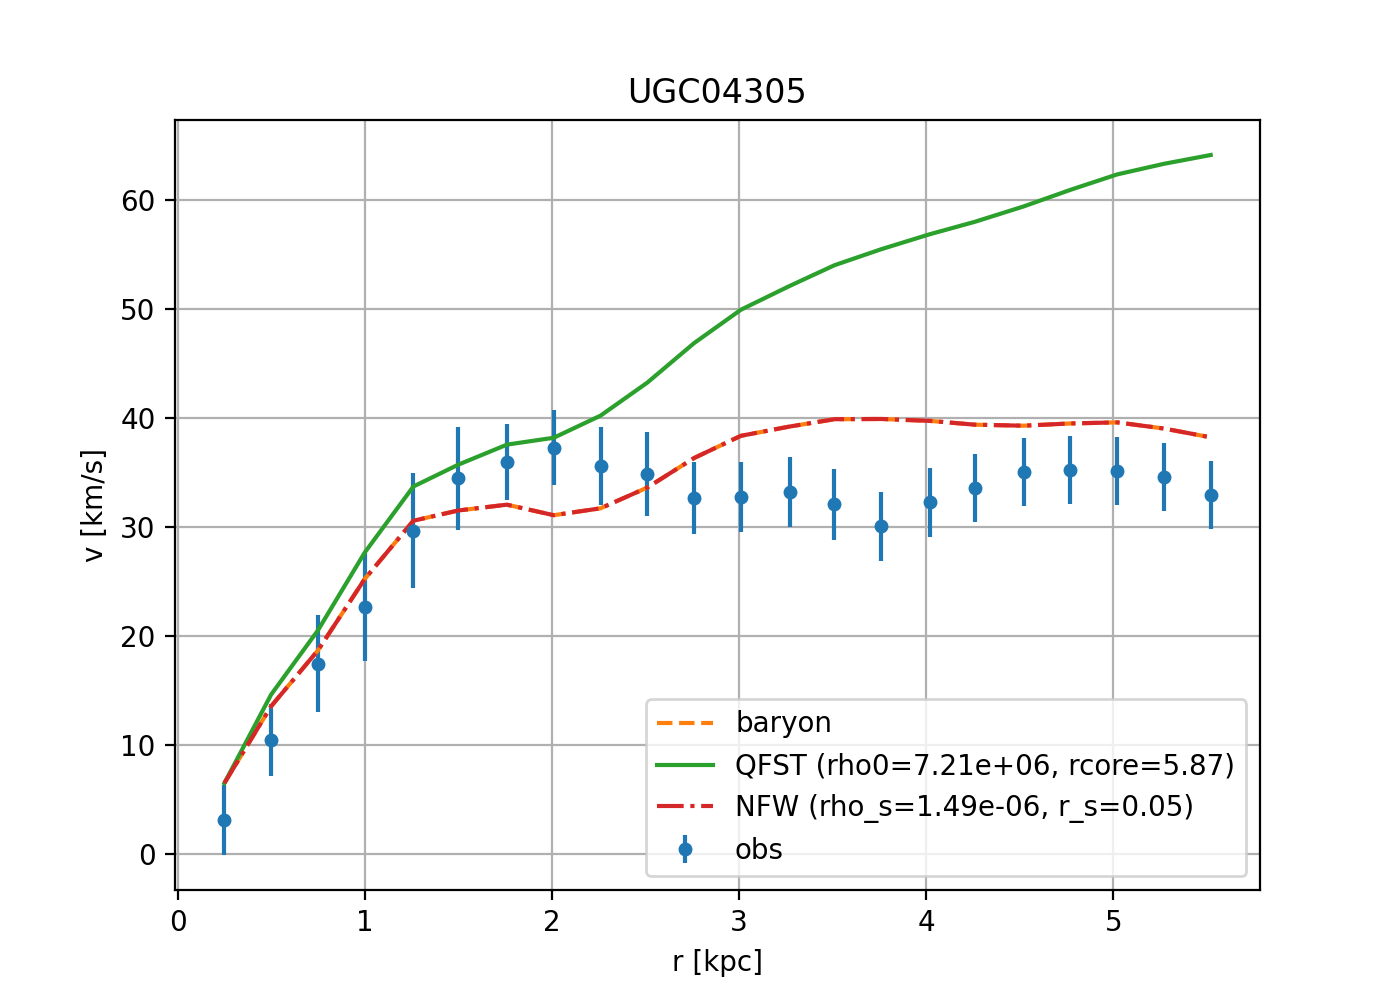 UGC04305
v [km/s]
60
50
40
30
20
10
0
baryon
QFST (rho0=7.21e+06, rcore=5.87)
NFW (rho_s=1.49e-06, r_s=0.05)
obs
0 1 2 3 4 5
r [kpc]